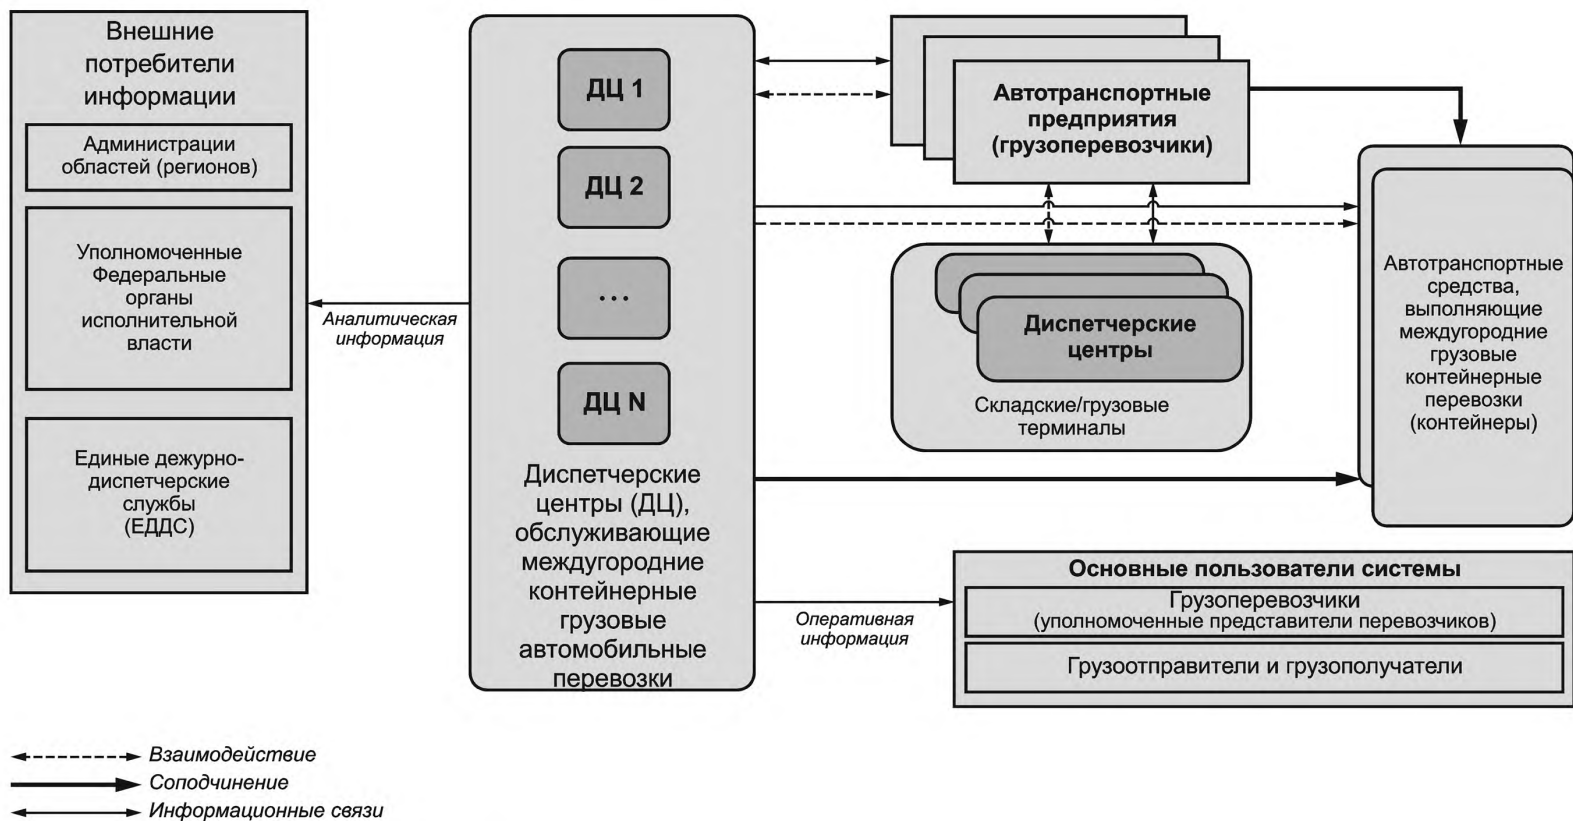 Внешние
потребители
информации
Администрации
областей (регионов)
Уполномоченные
Федеральные
органы
исполнительной
власти
Единые дежурно-
диспетчерские
службы
(ЕДДС)
Аналитическая
информация
ДЦ 1
ДЦ 2
...
ДЦ N
Диспетчерские
центры (ДЦ),
обслуживающие
междугородние
контейнерные
грузовые
автомобильные
перевозки
Автотранспортные
предприятия
(грузоперевозчики)
Диспетчерские
центры
Складские/грузовые
терминалы
Автотранспортные
средства,
выполняющие
междугородние
грузовые
контейнерные
перевозки
(контейнеры)
Оперативная
информация
Основные пользователи системы
Грузоперевозчики
(уполномоченные представители перевозчиков)
Грузоотправители и грузополучатели
Взаимодействие
Соподчинение
Информационные связи